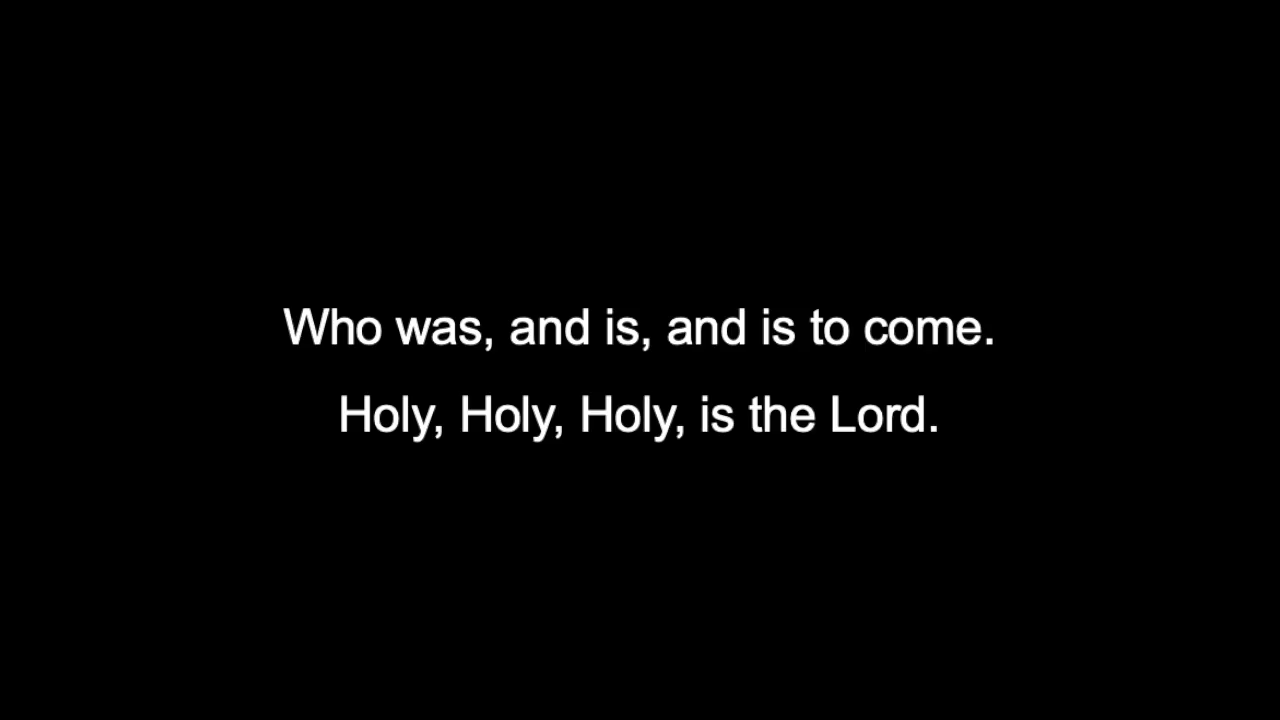 Who was, and is, and is to come.
Holy, Holy, Holy, is the Lord.